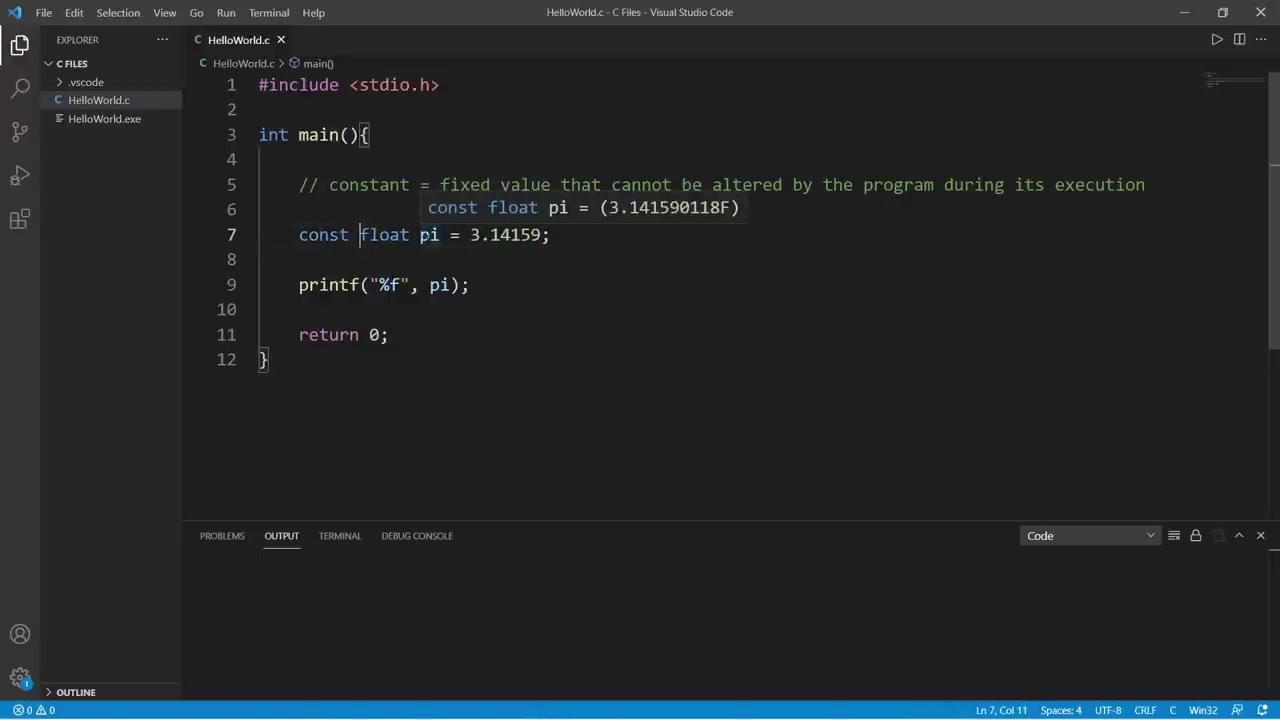 File Edit Selection View Go Run Terminal Help HelloWorld.c - C Files - Visual Studio Code
EXPLORER
C FILES
.vscode
HelloWorld.c
HelloWorld.exe
OUTLINE
HelloWorld.c
HelloWorld.c > main()
1 #include <stdio.h>
2
3 int main(){
4
5 // constant = fixed value that cannot be altered by the program during its execution
const float pi = (3.141590118F)
6
7 const float pi = 3.14159;
8
9 printf("%f", pi);
10
11 return 0;
12 }
PROBLEMS OUTPUT TERMINAL DEBUG CONSOLE Code
1
0 0 Ln 7, Col 11 Spaces: 4 UTF-8 CRLF C Win32